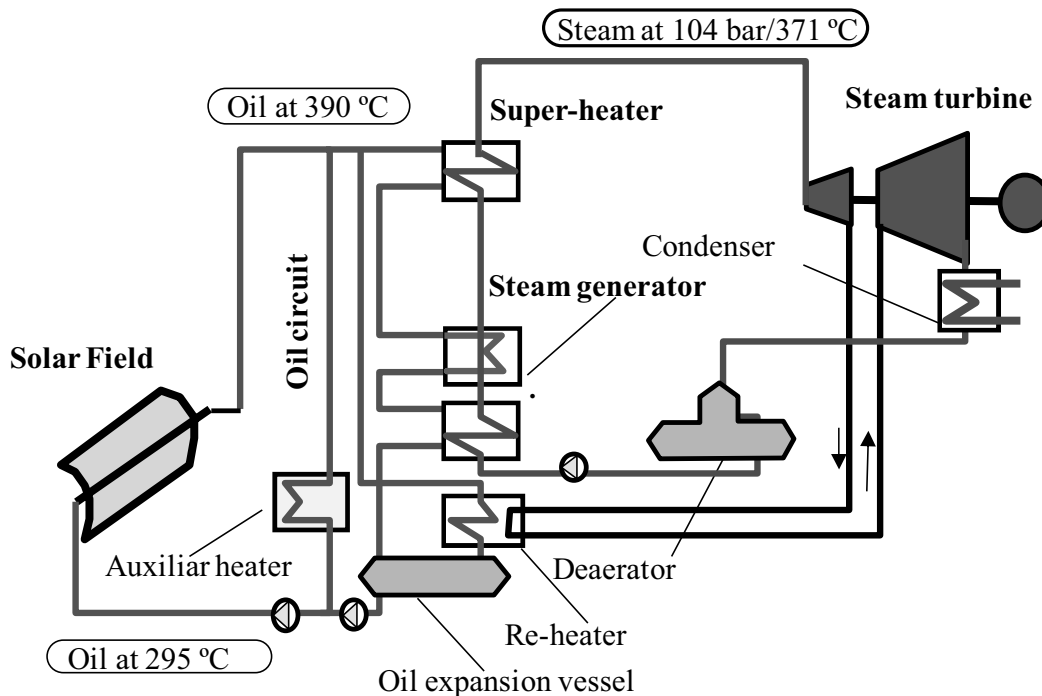 Steam at 104 bar/371 ºC
Oil at 390 ºC
Super-heater
Steam turbine
Condenser
Oil circuit
Steam generator
Solar Field
Auxiliar heater
Deaerator
Re-heater
Oil at 295 ºC
Oil expansion vessel